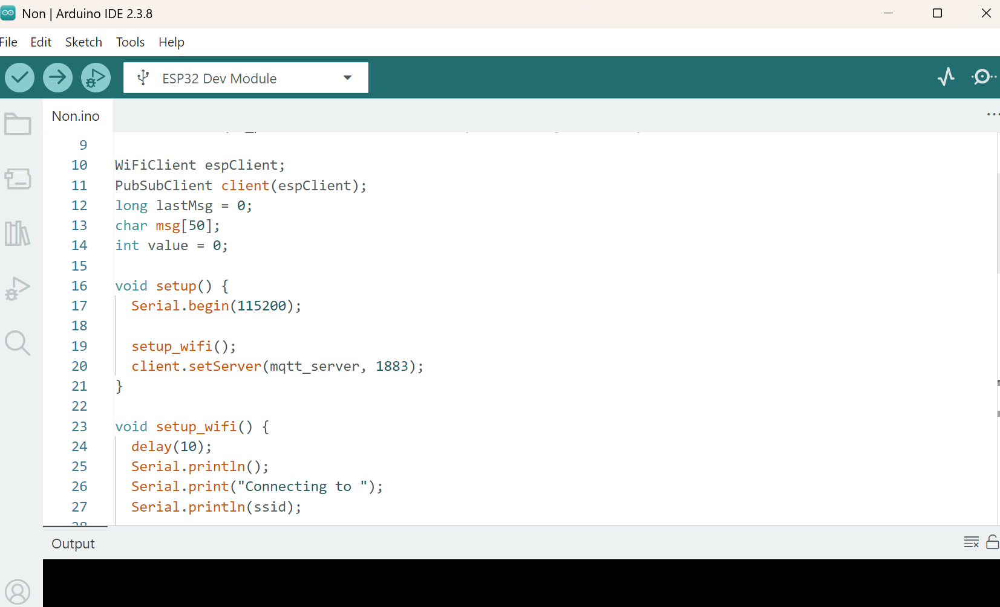 Non | Arduino IDE 2.3.8
File Edit Sketch Tools Help
ESP32 Dev Module
Non.ino
9
10 WiFiClient espClient;
11 PubSubClient client(espClient);
12 long lastMsg = 0;
13 char msg[50];
14 int value = 0;
15
16 void setup() {
17 Serial.begin(115200);
18
19 setup_wifi();
20 client.setServer(mqtt_server, 1883);
21 }
22
23 void setup_wifi() {
24 delay(10);
25 Serial.println();
26 Serial.print("Connecting to ");
27 Serial.println(ssid);
Output